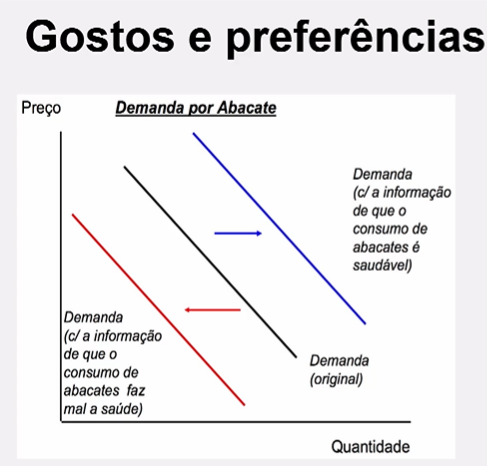 Gostos e preferências
Preço
Demanda por Abacate
Demanda
(c/ a informação
de que o
consumo de
abacates é
saudável)
Demanda
(c/ a informação
de que o
consumo de
abacates faz
mal a saúde)
Demanda
(original)
Quantidade